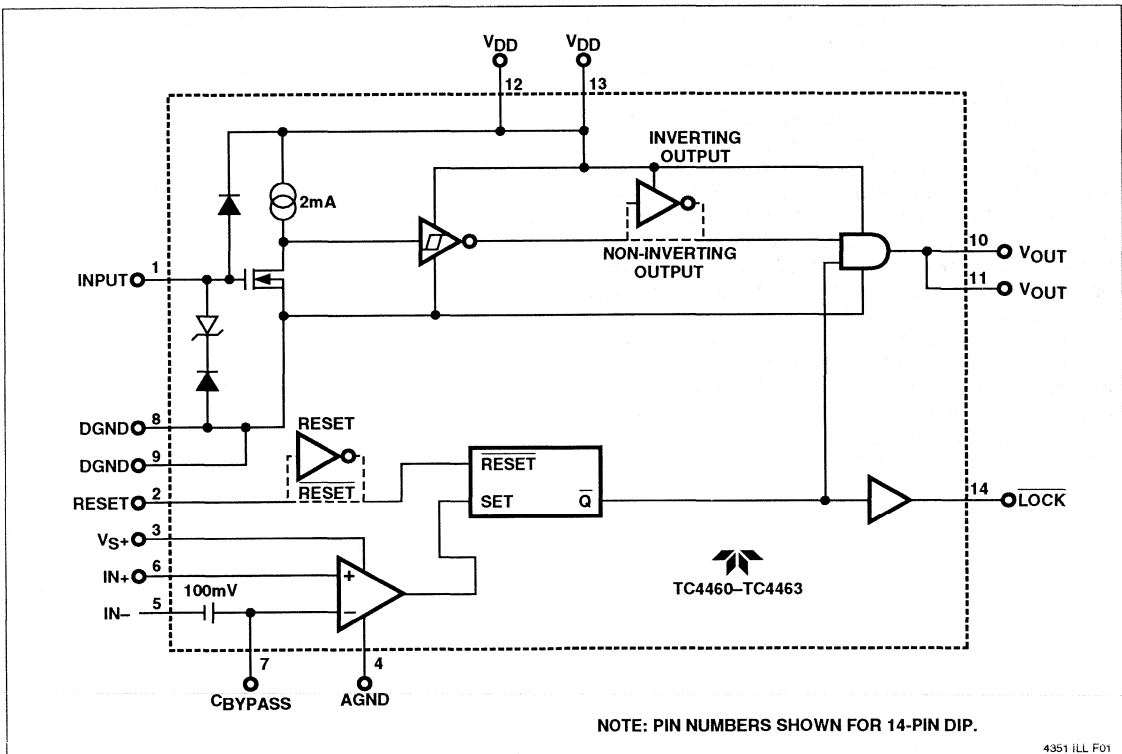 VDD
VDD
12
13
INVERTING
OUTPUT
2mA
NON-INVERTING
OUTPUT
INPUT
1
10
VOUT
11
VOUT
DGND
8
RESET
DGND
9
RESET
RESET
2
RESET
SET
Q
14
LOCK
VS+
3
IN+
6
+
TC4460–TC4463
100mV
IN–
5
–
7
4
CBYPASS
AGND
NOTE: PIN NUMBERS SHOWN FOR 14-PIN DIP.
4351 ILL F01